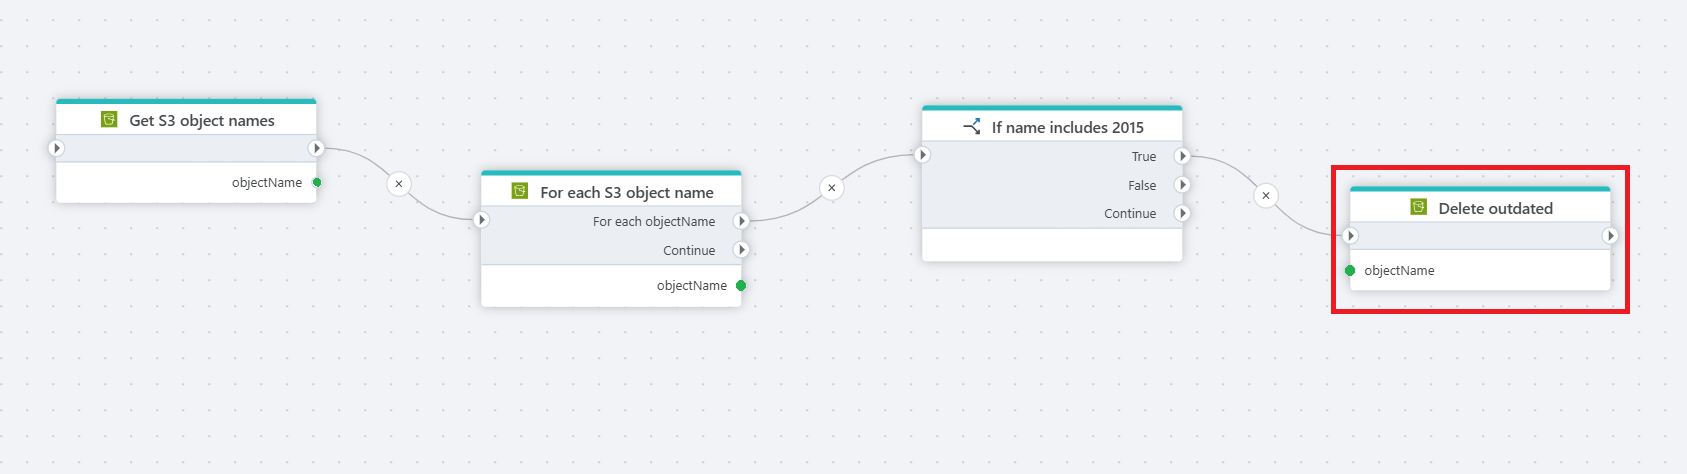 Get S3 object names
objectName
For each S3 object name
For each objectName
Continue
objectName
If name includes 2015
True
False
Continue
Delete outdated
objectName